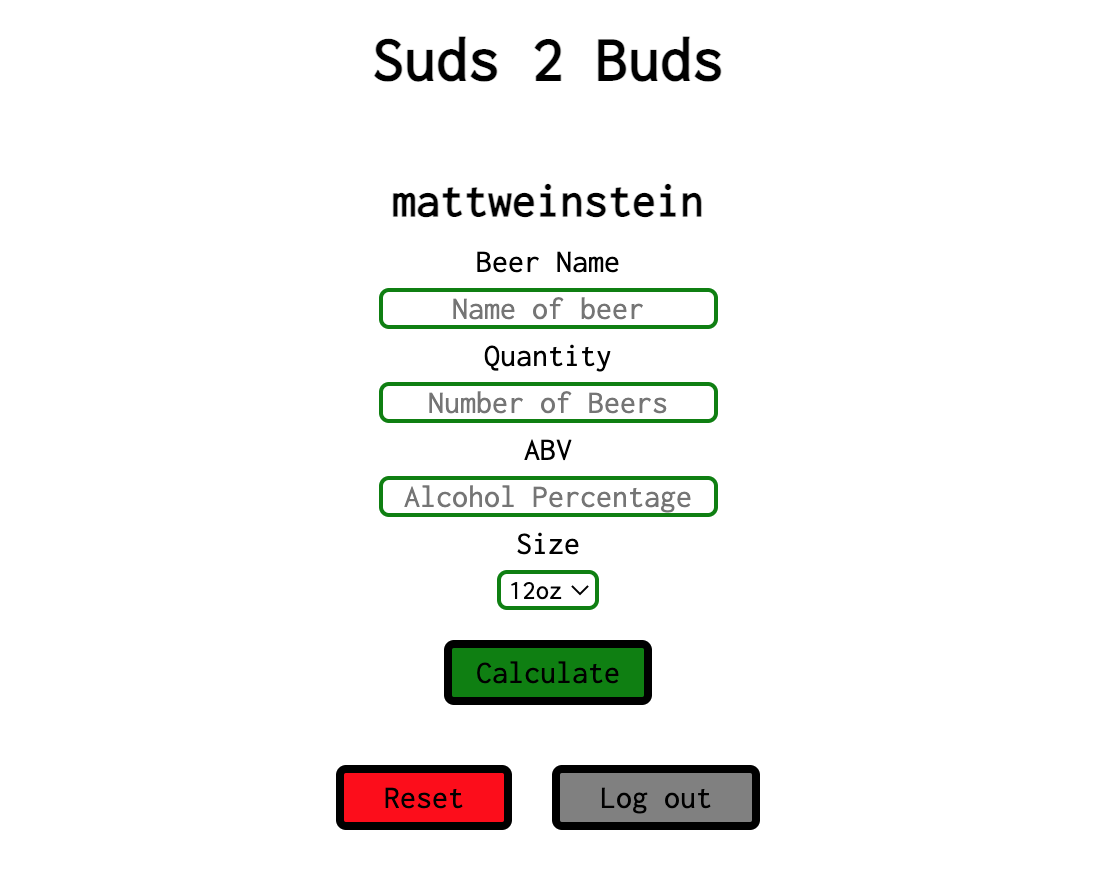 Suds 2 Buds
mattweinstein
Beer Name
Name of beer
Quantity
Number of Beers
ABV
Alcohol Percentage
Size
12oz
Calculate
Reset Log out